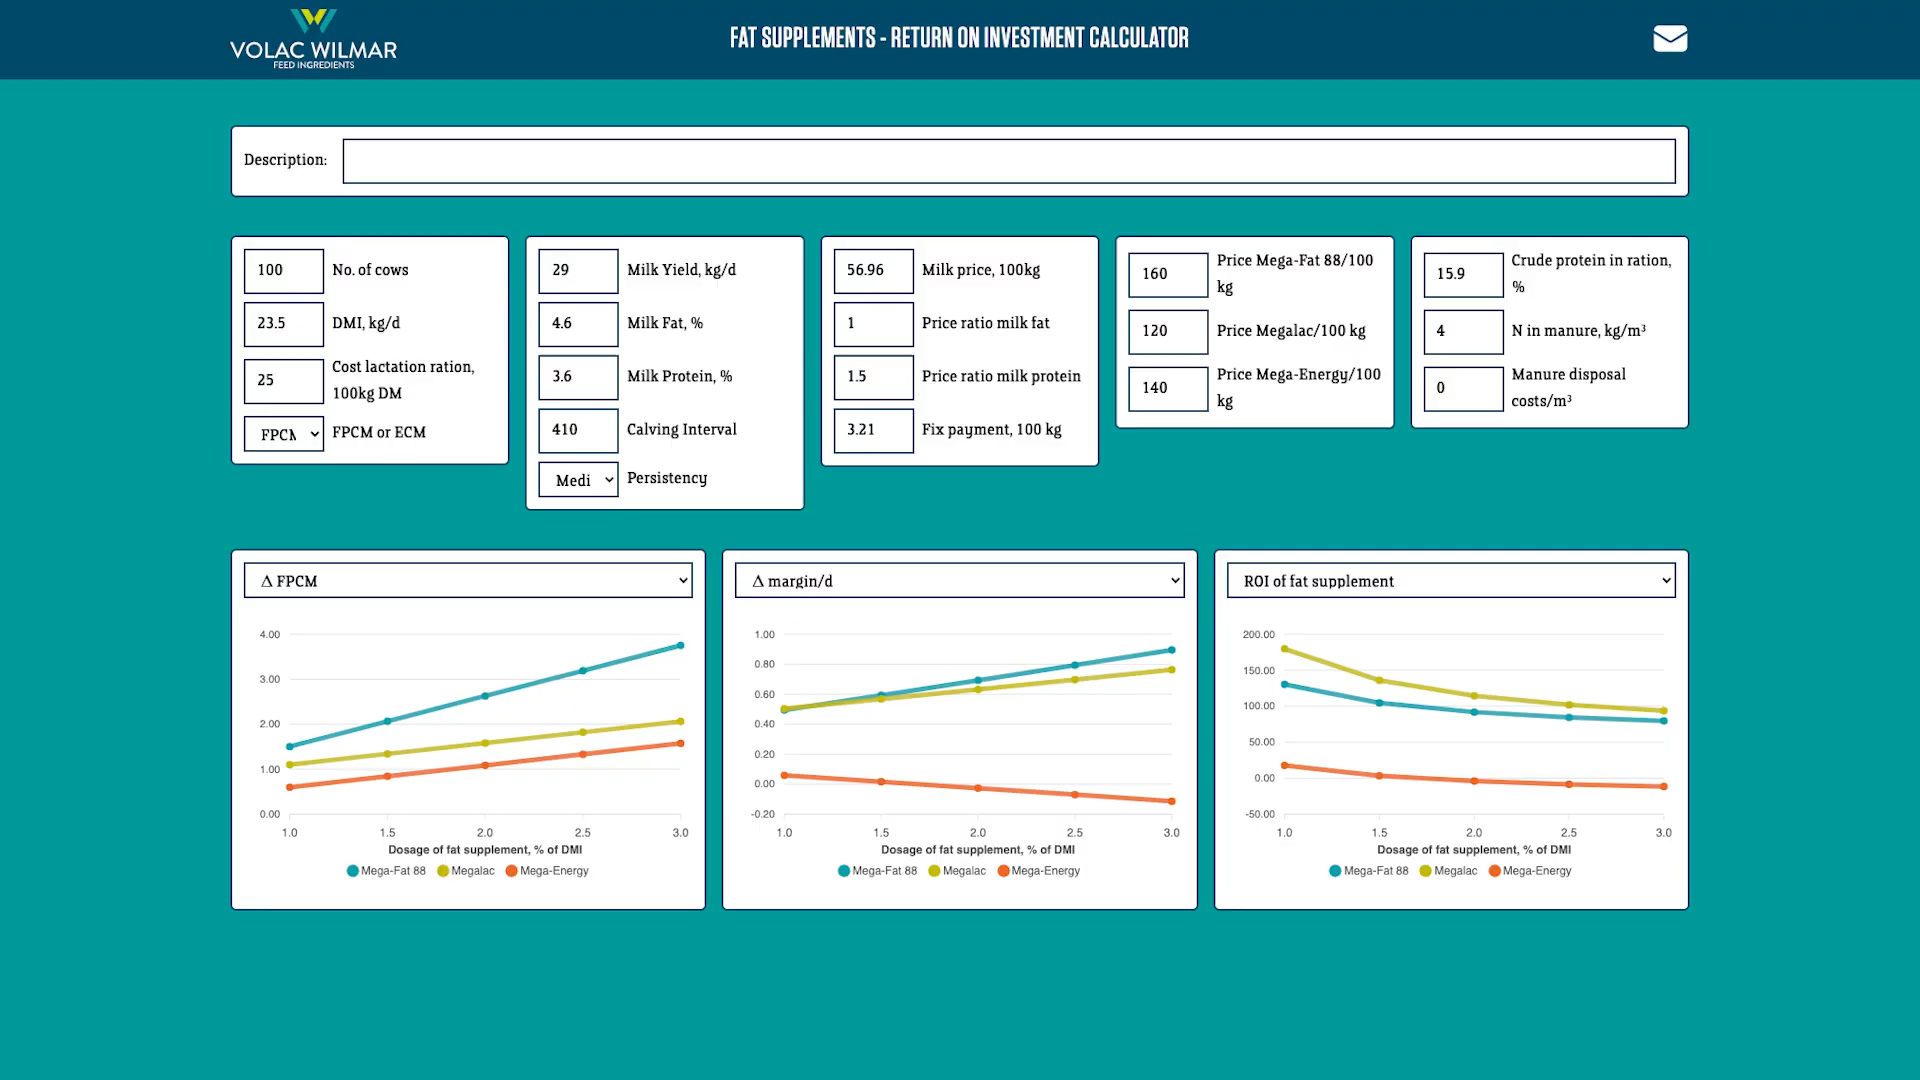 VOLAC WILMAR
FEED INGREDIENTS
FAT SUPPLEMENTS - RETURN ON INVESTMENT CALCULATOR
Description:
100 No. of cows
23.5 DMI, kg/d
25 Cost lactation ration,
100kg DM
FPCM or ECM
29 Milk Yield, kg/d
4.6 Milk Fat, %
3.6 Milk Protein, %
410 Calving Interval
Medi Persistency
56.96 Milk price, 100kg
1 Price ratio milk fat
1.5 Price ratio milk protein
3.21 Fix payment, 100 kg
160 Price Mega-Fat 88/100
kg
120 Price Megalac/100 kg
140 Price Mega-Energy/100
kg
15.9 Crude protein in ration,
%
4 N in manure, kg/m³
0 Manure disposal
costs/m³
Δ FPCM
4.00
3.00
2.00
1.00
0.00
1.0 1.5 2.0 2.5 3.0
Dosage of fat supplement, % of DMI
Mega-Fat 88 Megalac Mega-Energy
Δ margin/d
1.00
0.80
0.60
0.40
0.20
0.00
-0.20
1.0 1.5 2.0 2.5 3.0
Dosage of fat supplement, % of DMI
Mega-Fat 88 Megalac Mega-Energy
ROI of fat supplement
200.00
150.00
100.00
50.00
0.00
-50.00
1.0 1.5 2.0 2.5 3.0
Dosage of fat supplement, % of DMI
Mega-Fat 88 Megalac Mega-Energy